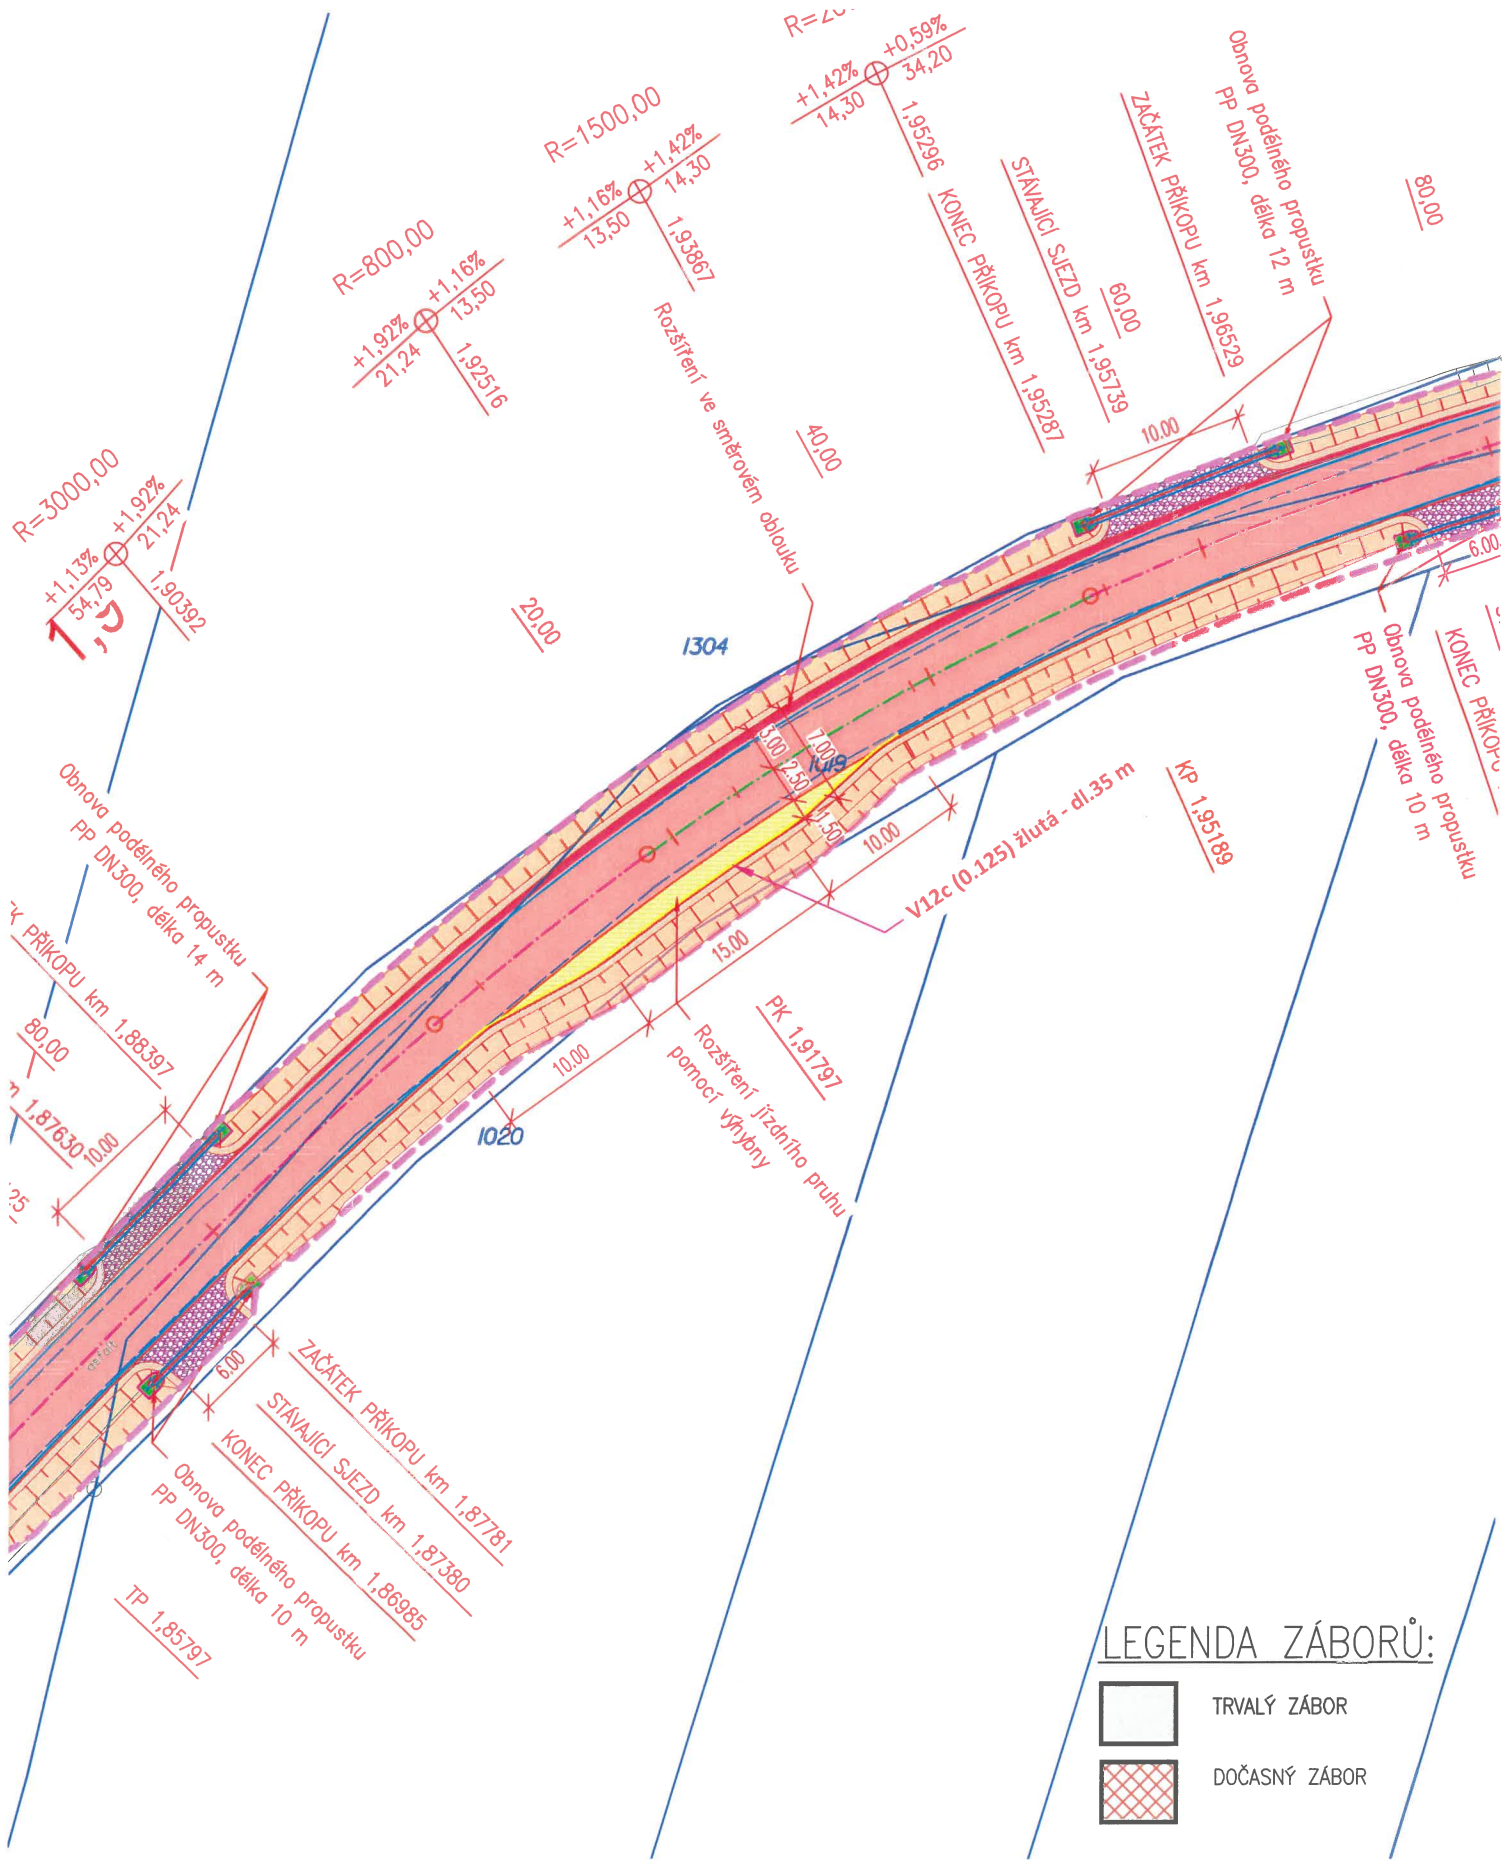 +0,59%
+1,42%
34,20
14,30
1,95296
R=1500,00
+1,42%
+1,16%
14,30
13,50
1,93867
R=800,00
+1,16%
+1,92%
13,50
21,24
1,92516
R=3000,00
+1,92%
+1,13%
21,24
54,79
1,90392
Obnova podélného propustku
PP DN300, délka 12 m
ZAČÁTEK PŘÍKOPU km 1,96529
STÁVAJÍCÍ SJEZD km 1,95739
KONEC PŘÍKOPU km 1,95287
80,00
60,00
40,00
20,00
Rozšíření ve směrovém oblouku
10.00
6.00
1304
3.00
7.00
2.50
1.50
1019
10.00
15.00
10.00
V12c (0.125) žlutá - dl.35 m
KP 1,95189
PK 1,91797
Obnova podélného propustku
PP DN300, délka 10 m
KONEC PŘÍKOPU
Rozšíření jízdního pruhu
pomocí výhybny
1020
Obnova podélného propustku
PP DN300, délka 14 m
PŘÍKOPU km 1,88397
80,00
1,87630
10.00
asfalt
6.00
ZAČÁTEK PŘÍKOPU km 1,87781
STÁVAJÍCÍ SJEZD km 1,87380
KONEC PŘÍKOPU km 1,86985
Obnova podélného propustku
PP DN300, délka 10 m
TP 1,85797
LEGENDA ZÁBORŮ:
TRVALÝ ZÁBOR
DOČASNÝ ZÁBOR